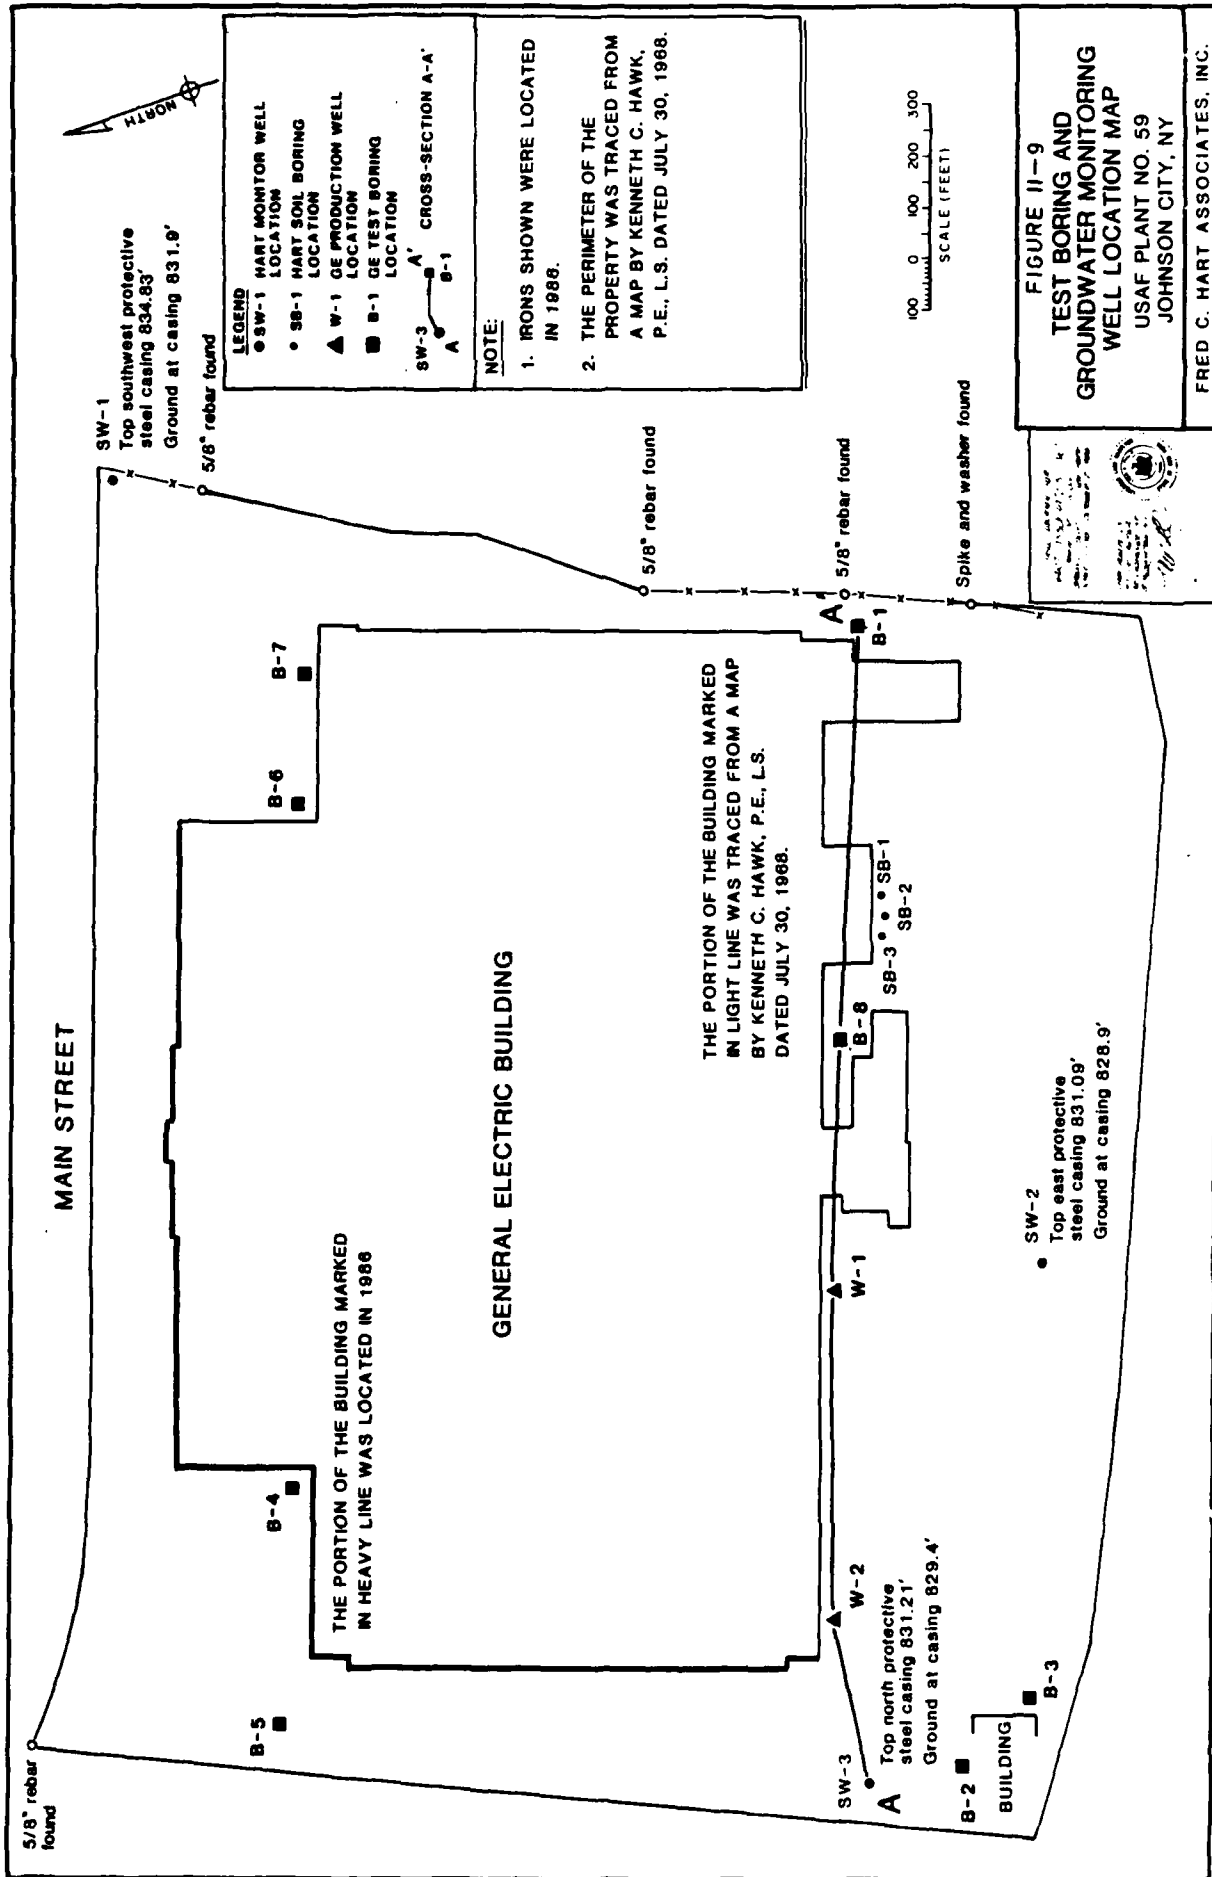 MAIN STREET
NORTH
5/8" rebar
found
SW-1
Top southwest protective
steel casing 834.83'
Ground at casing 831.9'
5/8" rebar found
LEGEND
SW-1 HART MONITOR WELL
LOCATION
SB-1 HART SOIL BORING
LOCATION
W-1 GE PRODUCTION WELL
LOCATION
B-1 GE TEST BORING
LOCATION
SW-3
A
A'
B-1
CROSS-SECTION A-A'
NOTE:
1. IRONS SHOWN WERE LOCATED
IN 1986.
2. THE PERIMETER OF THE
PROPERTY WAS TRACED FROM
A MAP BY KENNETH C. HAWK,
P.E., L.S. DATED JULY 30, 1968.
B-5
B-4
B-6
B-7
THE PORTION OF THE BUILDING MARKED
IN HEAVY LINE WAS LOCATED IN 1986
GENERAL ELECTRIC BUILDING
THE PORTION OF THE BUILDING MARKED
IN LIGHT LINE WAS TRACED FROM A MAP
BY KENNETH C. HAWK, P.E., L.S.
DATED JULY 30, 1968.
5/8" rebar found
5/8" rebar found
Spike and washer found
A
B-1
W-2
W-1
B-8
SB-3
SB-2
SB-1
SW-3
A
Top north protective
steel casing 831.21'
Ground at casing 829.4'
B-2
BUILDING
B-3
SW-2
Top east protective
steel casing 831.09'
Ground at casing 828.9'
100 0 100 200 300
SCALE (FEET)
FIGURE II-9
TEST BORING AND
GROUNDWATER MONITORING
WELL LOCATION MAP
USAF PLANT NO. 59
JOHNSON CITY, NY
FRED C. HART ASSOCIATES, INC.